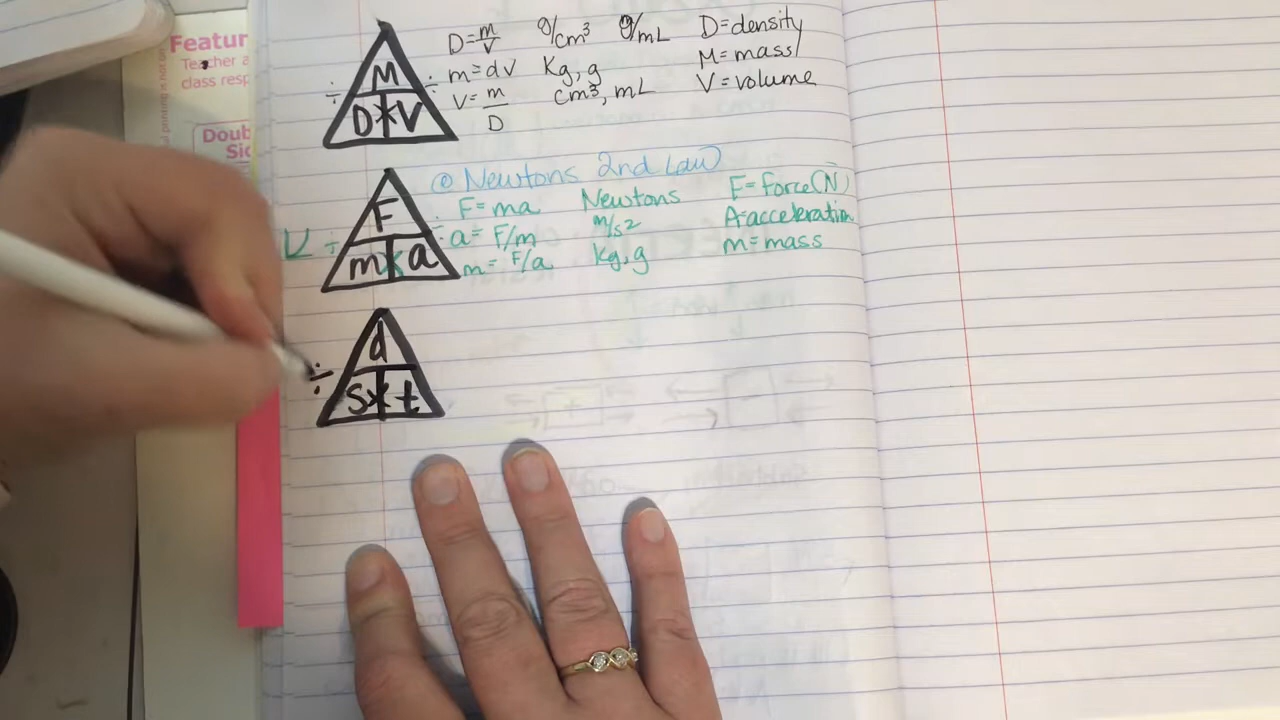 Featur
Teacher a
class resp
Doub
Sic
D=m/V g/cm³ g/mL D=density
m=dV Kg, g M=mass
V=m/D cm³, mL V=volume
÷ M ÷
D * V
@ Newtons 2nd Law
F=ma Newtons F=force(N)
a=F/m m/s2 A=acceleration
m=F/a kg, g m=mass
F
÷ ÷
m x a
d
÷ S * t